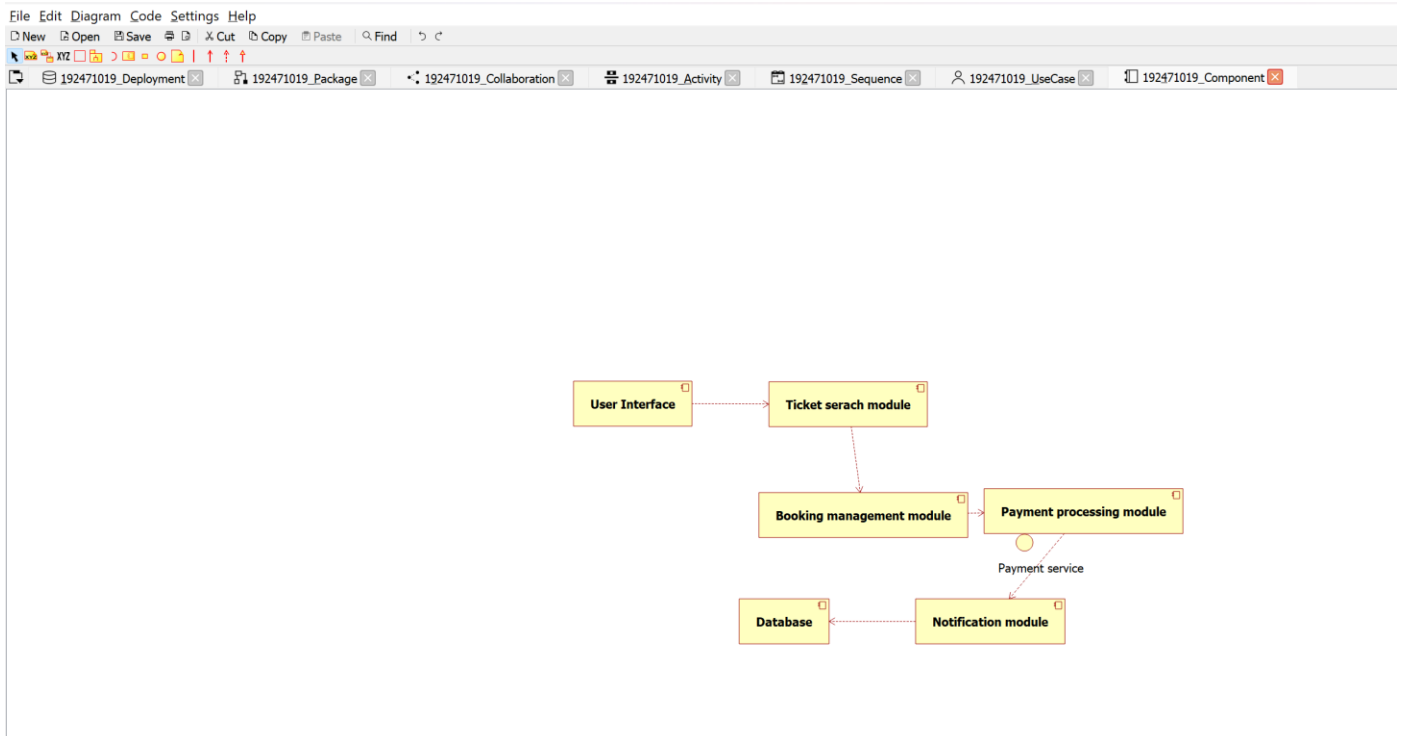 File Edit Diagram Code Settings Help
New Open Save Cut Copy Paste Find
XYZ
192471019_Deployment 192471019_Package 192471019_Collaboration 192471019_Activity 192471019_Sequence 192471019_UseCase 192471019_Component
User Interface Ticket serach module
Booking management module Payment processing module
Payment service
Database Notification module